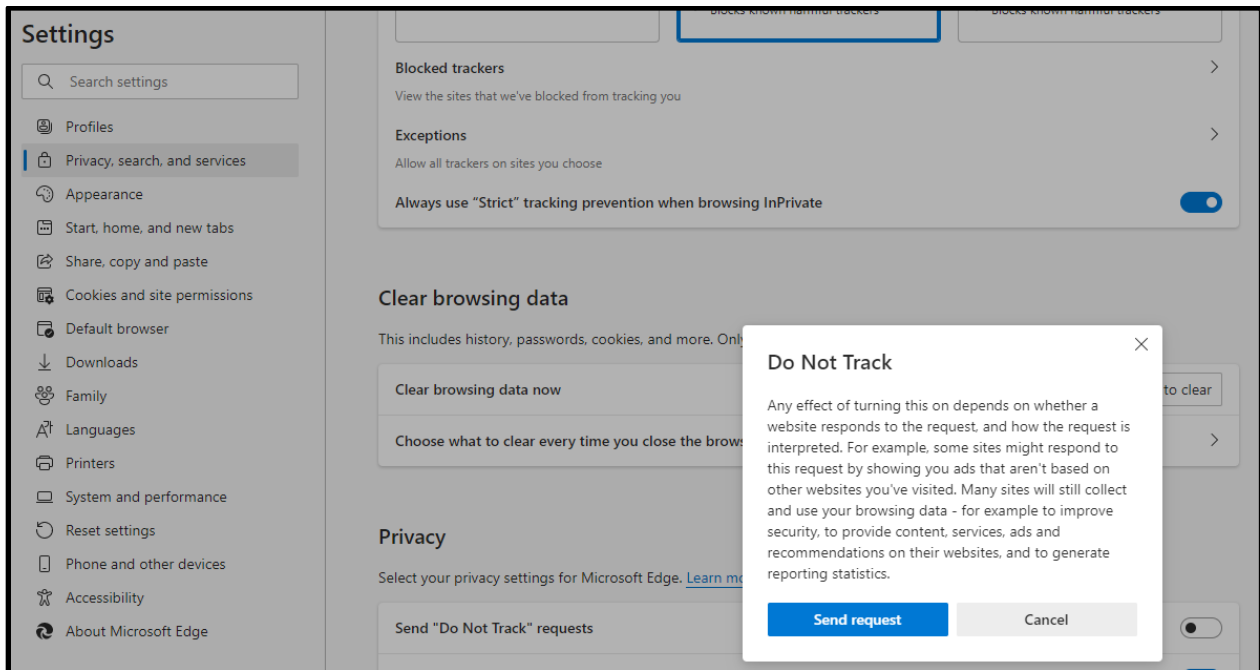 Settings
Search settings
Profiles
Privacy, search, and services
Appearance
Start, home, and new tabs
Share, copy and paste
Cookies and site permissions
Default browser
Downloads
Family
Languages
Printers
System and performance
Reset settings
Phone and other devices
Accessibility
About Microsoft Edge
Blocks known harmful trackers
Blocks known harmful trackers
Blocked trackers
View the sites that we've blocked from tracking you
Exceptions
Allow all trackers on sites you choose
Always use “Strict” tracking prevention when browsing InPrivate
Clear browsing data
This includes history, passwords, cookies, and more.
Clear browsing data now
to clear
Choose what to clear every time you close the
Privacy
Select your privacy settings for Microsoft Edge. Learn
Send "Do Not Track" requests
Do Not Track
Any effect of turning this on depends on whether a
website responds to the request, and how the request is
interpreted. For example, some sites might respond to
this request by showing you ads that aren't based on
other websites you've visited. Many sites will still collect
and use your browsing data - for example to improve
security, to provide content, services, ads and
recommendations on their websites, and to generate
reporting statistics.
Send request
Cancel